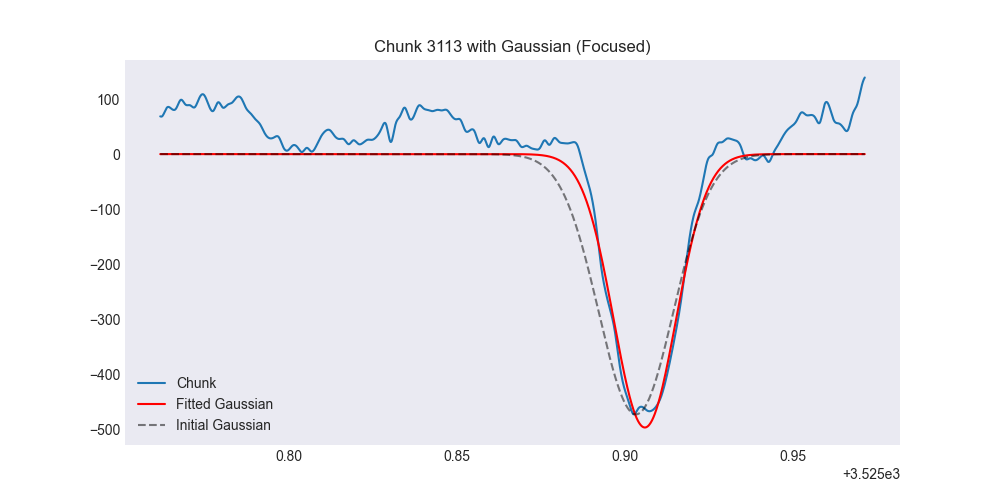 Chunk 3113 with Gaussian (Focused)
100
0
−100
−200
−300
−400
−500
Chunk
Fitted Gaussian
Initial Gaussian
0.80 0.85 0.90 0.95
+3.525e3